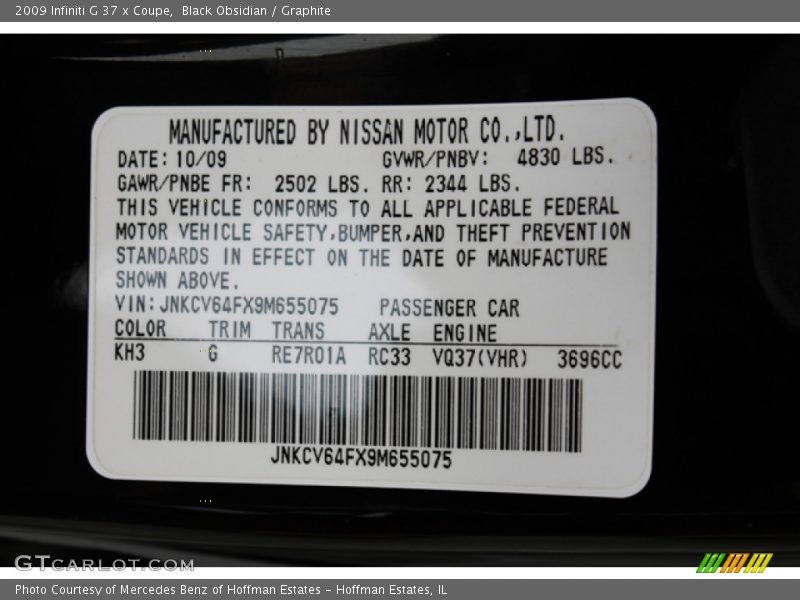 2009 Infiniti G 37 x Coupe,  Black Obsidian / Graphite
MANUFACTURED BY NISSAN MOTOR CO.,LTD.
DATE: 10/09 GVWR/PNBV: 4830 LBS.
GAWR/PNBE FR: 2502 LBS. RR: 2344 LBS.
THIS VEHICLE CONFORMS TO ALL APPLICABLE FEDERAL
MOTOR VEHICLE SAFETY,BUMPER,AND THEFT PREVENTION
STANDARDS IN EFFECT ON THE DATE OF MANUFACTURE
SHOWN ABOVE.
VIN: JNKCV64FX9M655075 PASSENGER CAR
COLOR TRIM TRANS AXLE ENGINE
KH3 G RE7R01A RC33 VQ37(VHR) 3696CC
JNKCV64FX9M655075
GTCARLOT.COM
Photo Courtesy of Mercedes Benz of Hoffman Estates - Hoffman Estates, IL